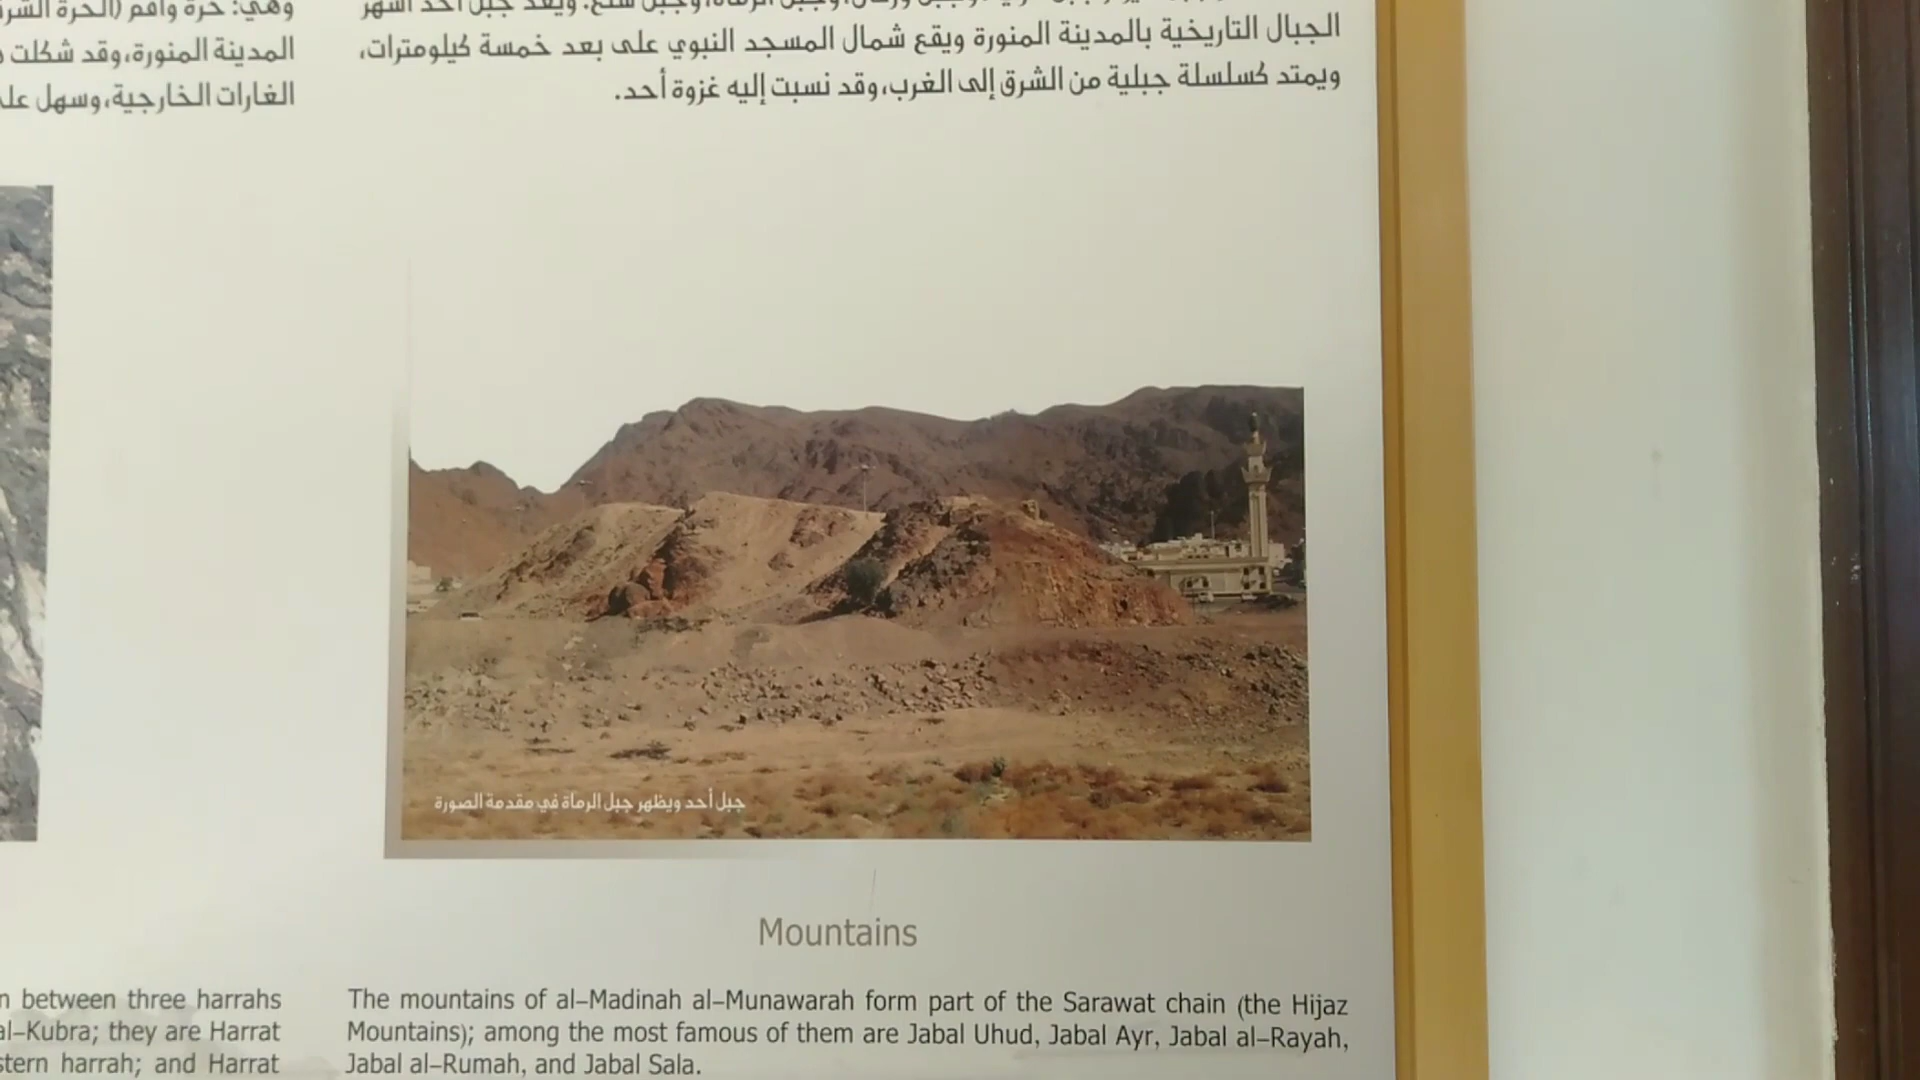 الجبال التاريخية بالمدينة المنورة ويقع شمال المسجد النبوي على بعد خمسة كيلومترات،
ويمتد كسلسلة جبلية من الشرق إلى الغرب، وقد نسبت إليه غزوة أحد.
وهي: حرة واقم (الحرة
المدينة المنورة، وقد شكلت
الغارات الخارجية، وسهل
جبل أحد ويظهر جبل الرماة في مقدمة الصورة
Mountains
The mountains of al-Madinah al-Munawarah form part of the Sarawat chain (the Hijaz
Mountains); among the most famous of them are Jabal Uhud, Jabal Ayr, Jabal al-Rayah,
Jabal al-Rumah, and Jabal Sala.
between three harrahs
al-Kubra; they are Harrat
harrah; and Harrat